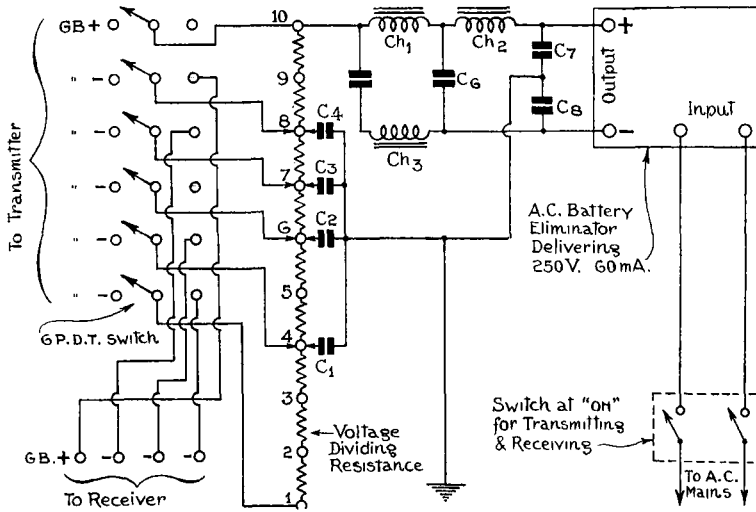 GB +
" -
" -
" -
" -
" -
To Transmitter
6P.D.T. Switch
GB. + - - -
To Receiver
10
9
8
7
6
5
4
3
2
1
C4
C3
C2
C1
Voltage
Dividing
Resistance
Ch1
Ch2
Ch3
C6
C7
C8
Output
+
-
Input
A.C. Battery
Eliminator
Delivering
250V. 60mA.
Switch at "ON"
for Transmitting
& Receiving
To A.C.
Mains